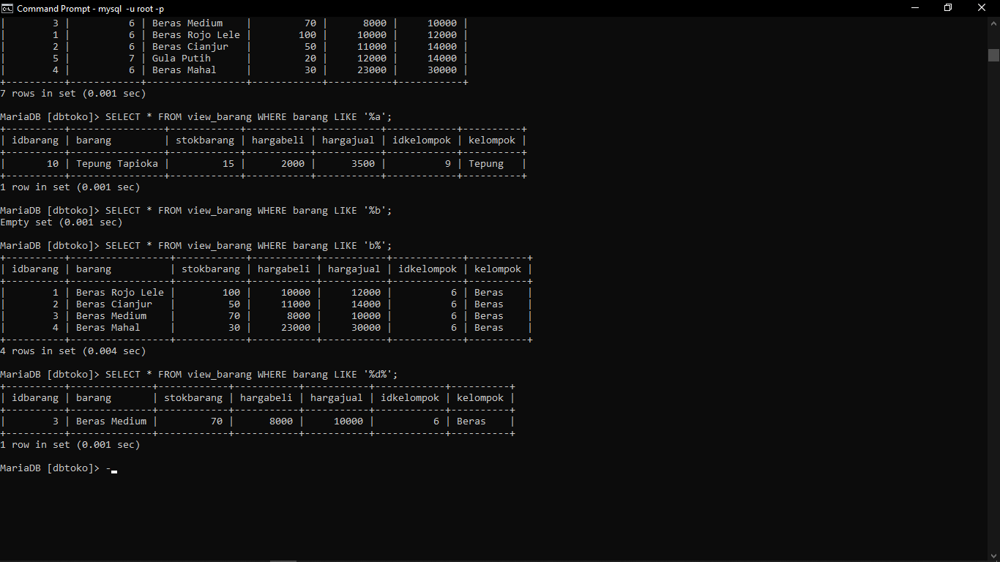 Command Prompt - mysql -u root -p
|         3 |          6 | Beras Medium    |         70 |      8000 |     10000 |
|         1 |          6 | Beras Rojo Lele |        100 |     10000 |     12000 |
|         2 |          6 | Beras Cianjur   |         50 |     11000 |     14000 |
|         5 |          7 | Gula Putih      |         20 |     12000 |     14000 |
|         4 |          6 | Beras Mahal     |         30 |     23000 |     30000 |
+----------+------------+-----------------+------------+-----------+-----------+
7 rows in set (0.001 sec)
MariaDB [dbtoko]> SELECT * FROM view_barang WHERE barang LIKE '%a';
+----------+----------------+------------+-----------+-----------+------------+----------+
| idbarang | barang         | stokbarang | hargabeli | hargajual | idkelompok | kelompok |
+----------+----------------+------------+-----------+-----------+------------+----------+
|       10 | Tepung Tapioka |         15 |      2000 |      3500 |          9 | Tepung   |
+----------+----------------+------------+-----------+-----------+------------+----------+
1 row in set (0.001 sec)
MariaDB [dbtoko]> SELECT * FROM view_barang WHERE barang LIKE '%b';
Empty set (0.001 sec)
MariaDB [dbtoko]> SELECT * FROM view_barang WHERE barang LIKE 'b%';
+----------+-----------------+------------+-----------+-----------+------------+----------+
| idbarang | barang          | stokbarang | hargabeli | hargajual | idkelompok | kelompok |
+----------+-----------------+------------+-----------+-----------+------------+----------+
|        1 | Beras Rojo Lele |        100 |     10000 |     12000 |          6 | Beras    |
|        2 | Beras Cianjur   |         50 |     11000 |     14000 |          6 | Beras    |
|        3 | Beras Medium    |         70 |      8000 |     10000 |          6 | Beras    |
|        4 | Beras Mahal     |         30 |     23000 |     30000 |          6 | Beras    |
+----------+-----------------+------------+-----------+-----------+------------+----------+
4 rows in set (0.004 sec)
MariaDB [dbtoko]> SELECT * FROM view_barang WHERE barang LIKE '%d%';
+----------+--------------+------------+-----------+-----------+------------+----------+
| idbarang | barang       | stokbarang | hargabeli | hargajual | idkelompok | kelompok |
+----------+--------------+------------+-----------+-----------+------------+----------+
|        3 | Beras Medium |         70 |      8000 |     10000 |          6 | Beras    |
+----------+--------------+------------+-----------+-----------+------------+----------+
1 row in set (0.001 sec)
MariaDB [dbtoko]> -